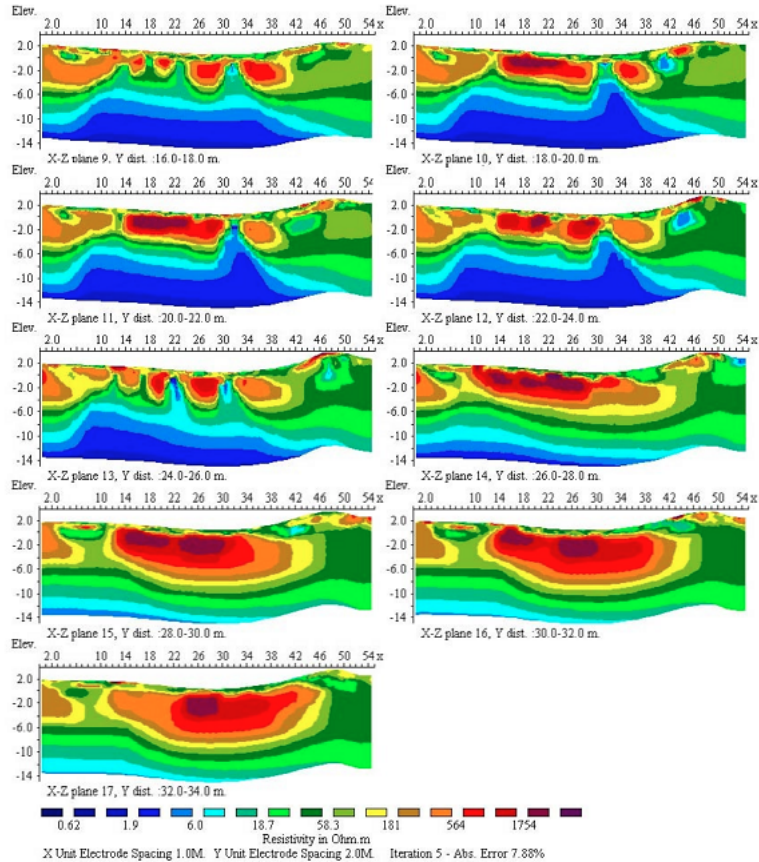 Elev.
2.0 10 14 18 22 26 30 34 38 42 46 50 54 x
2.0
-2.0
-6.0
-10
-14
X-Z plane 9, Y dist. :16.0-18.0 m.
Elev.
2.0 10 14 18 22 26 30 34 38 42 46 50 54 x
2.0
-2.0
-6.0
-10
-14
X-Z plane 10, Y dist. :18.0-20.0 m.
Elev.
2.0 10 14 18 22 26 30 34 38 42 46 50 54 x
2.0
-2.0
-6.0
-10
-14
X-Z plane 11, Y dist. :20.0-22.0 m.
Elev.
2.0 10 14 18 22 26 30 34 38 42 46 50 54 x
2.0
-2.0
-6.0
-10
-14
X-Z plane 12, Y dist. :22.0-24.0 m.
Elev.
2.0 10 14 18 22 26 30 34 38 42 46 50 54 x
2.0
-2.0
-6.0
-10
-14
X-Z plane 13, Y dist. :24.0-26.0 m.
Elev.
2.0 10 14 18 22 26 30 34 38 42 46 50 54 x
2.0
-2.0
-6.0
-10
-14
X-Z plane 14, Y dist. :26.0-28.0 m.
Elev.
2.0 10 14 18 22 26 30 34 38 42 46 50 54 x
2.0
-2.0
-6.0
-10
-14
X-Z plane 15, Y dist. :28.0-30.0 m.
Elev.
2.0 10 14 18 22 26 30 34 38 42 46 50 54 x
2.0
-2.0
-6.0
-10
-14
X-Z plane 16, Y dist. :30.0-32.0 m.
Elev.
2.0 10 14 18 22 26 30 34 38 42 46 50 54 x
2.0
-2.0
-6.0
-10
-14
X-Z plane 17, Y dist. :32.0-34.0 m.
0.62 1.9 6.0 18.7 58.3 181 564 1754
Resistivity in Ohm.m
X Unit Electrode Spacing 1.0M. Y Unit Electrode Spacing 2.0M. Iteration 5 - Abs. Error 7.88%